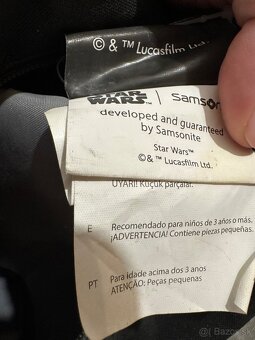 © & ™ Lucasfilm Ltd.
STAR WARS | Samson
developed and guaranteed
by Samsonite
Star Wars™
©& ™ Lucasfilm Ltd.
UYARI! Küçük parçalar.
E Recomendado para niños de 3 años o más.
¡ADVERTENCIA! Contiene piezas pequeñas.
PT Para idade acima dos 3 anos
ATENÇÃO: Peças pequenas
Bazar.sk